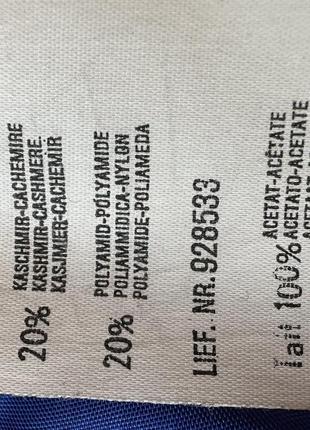 20% KASCHMIR-CACHEMIRE
KASHMIR-CASHMERE.
KASJMIER-CACHEMIR
20% POLYAMID-POLYAMIDE
POLIAMMIDICA-NYLON
POLYAMIDE-POLIAMEDA
LIEF. NR. 928533
100% ACETAT-ACÉTATE
ACETATO-ACETATE